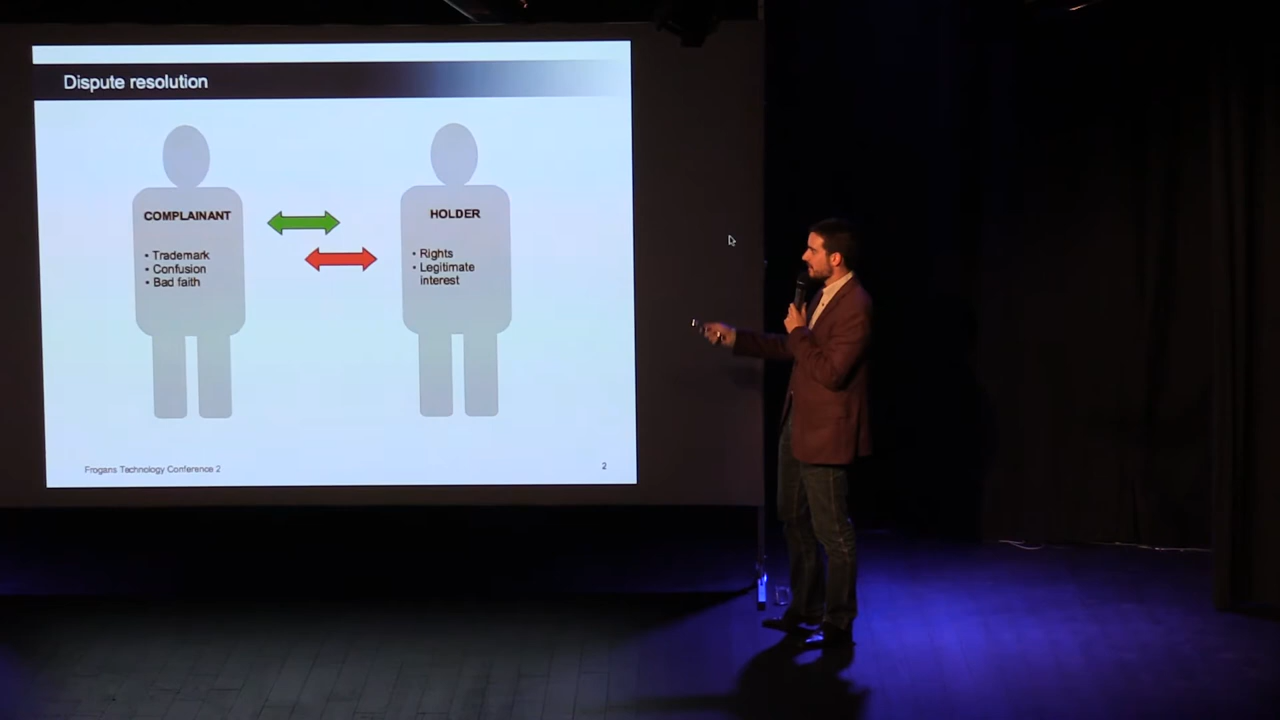 Dispute resolution
COMPLAINANT
• Trademark
• Confusion
• Bad faith
HOLDER
• Rights
• Legitimate
interest
Frogans Technology Conference 2
2